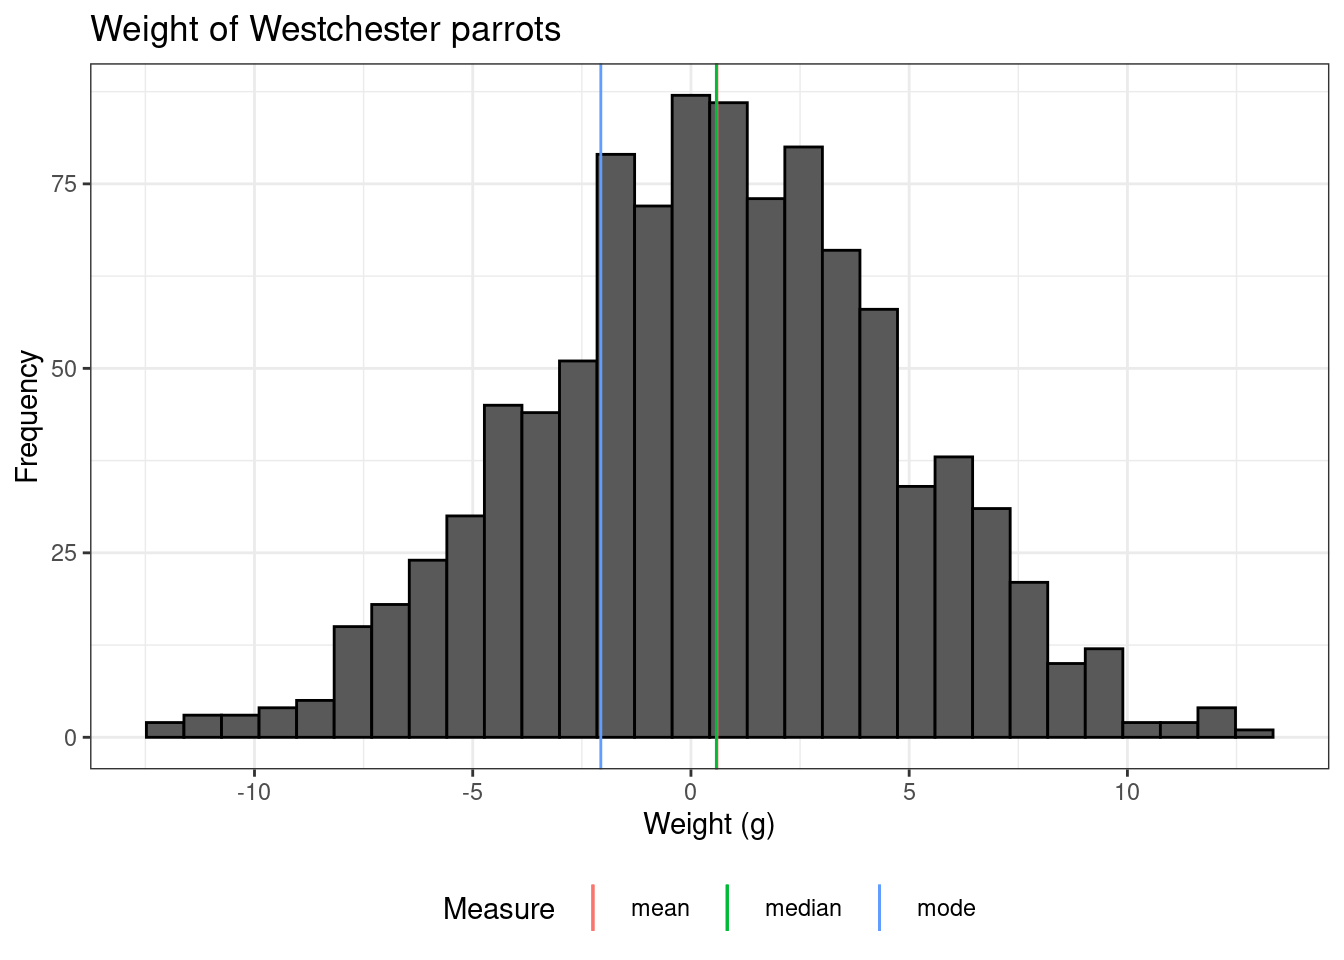 Weight of Westchester parrots
Frequency
75
50
25
0
-10 -5 0 5 10
Weight (g)
Measure mean median mode